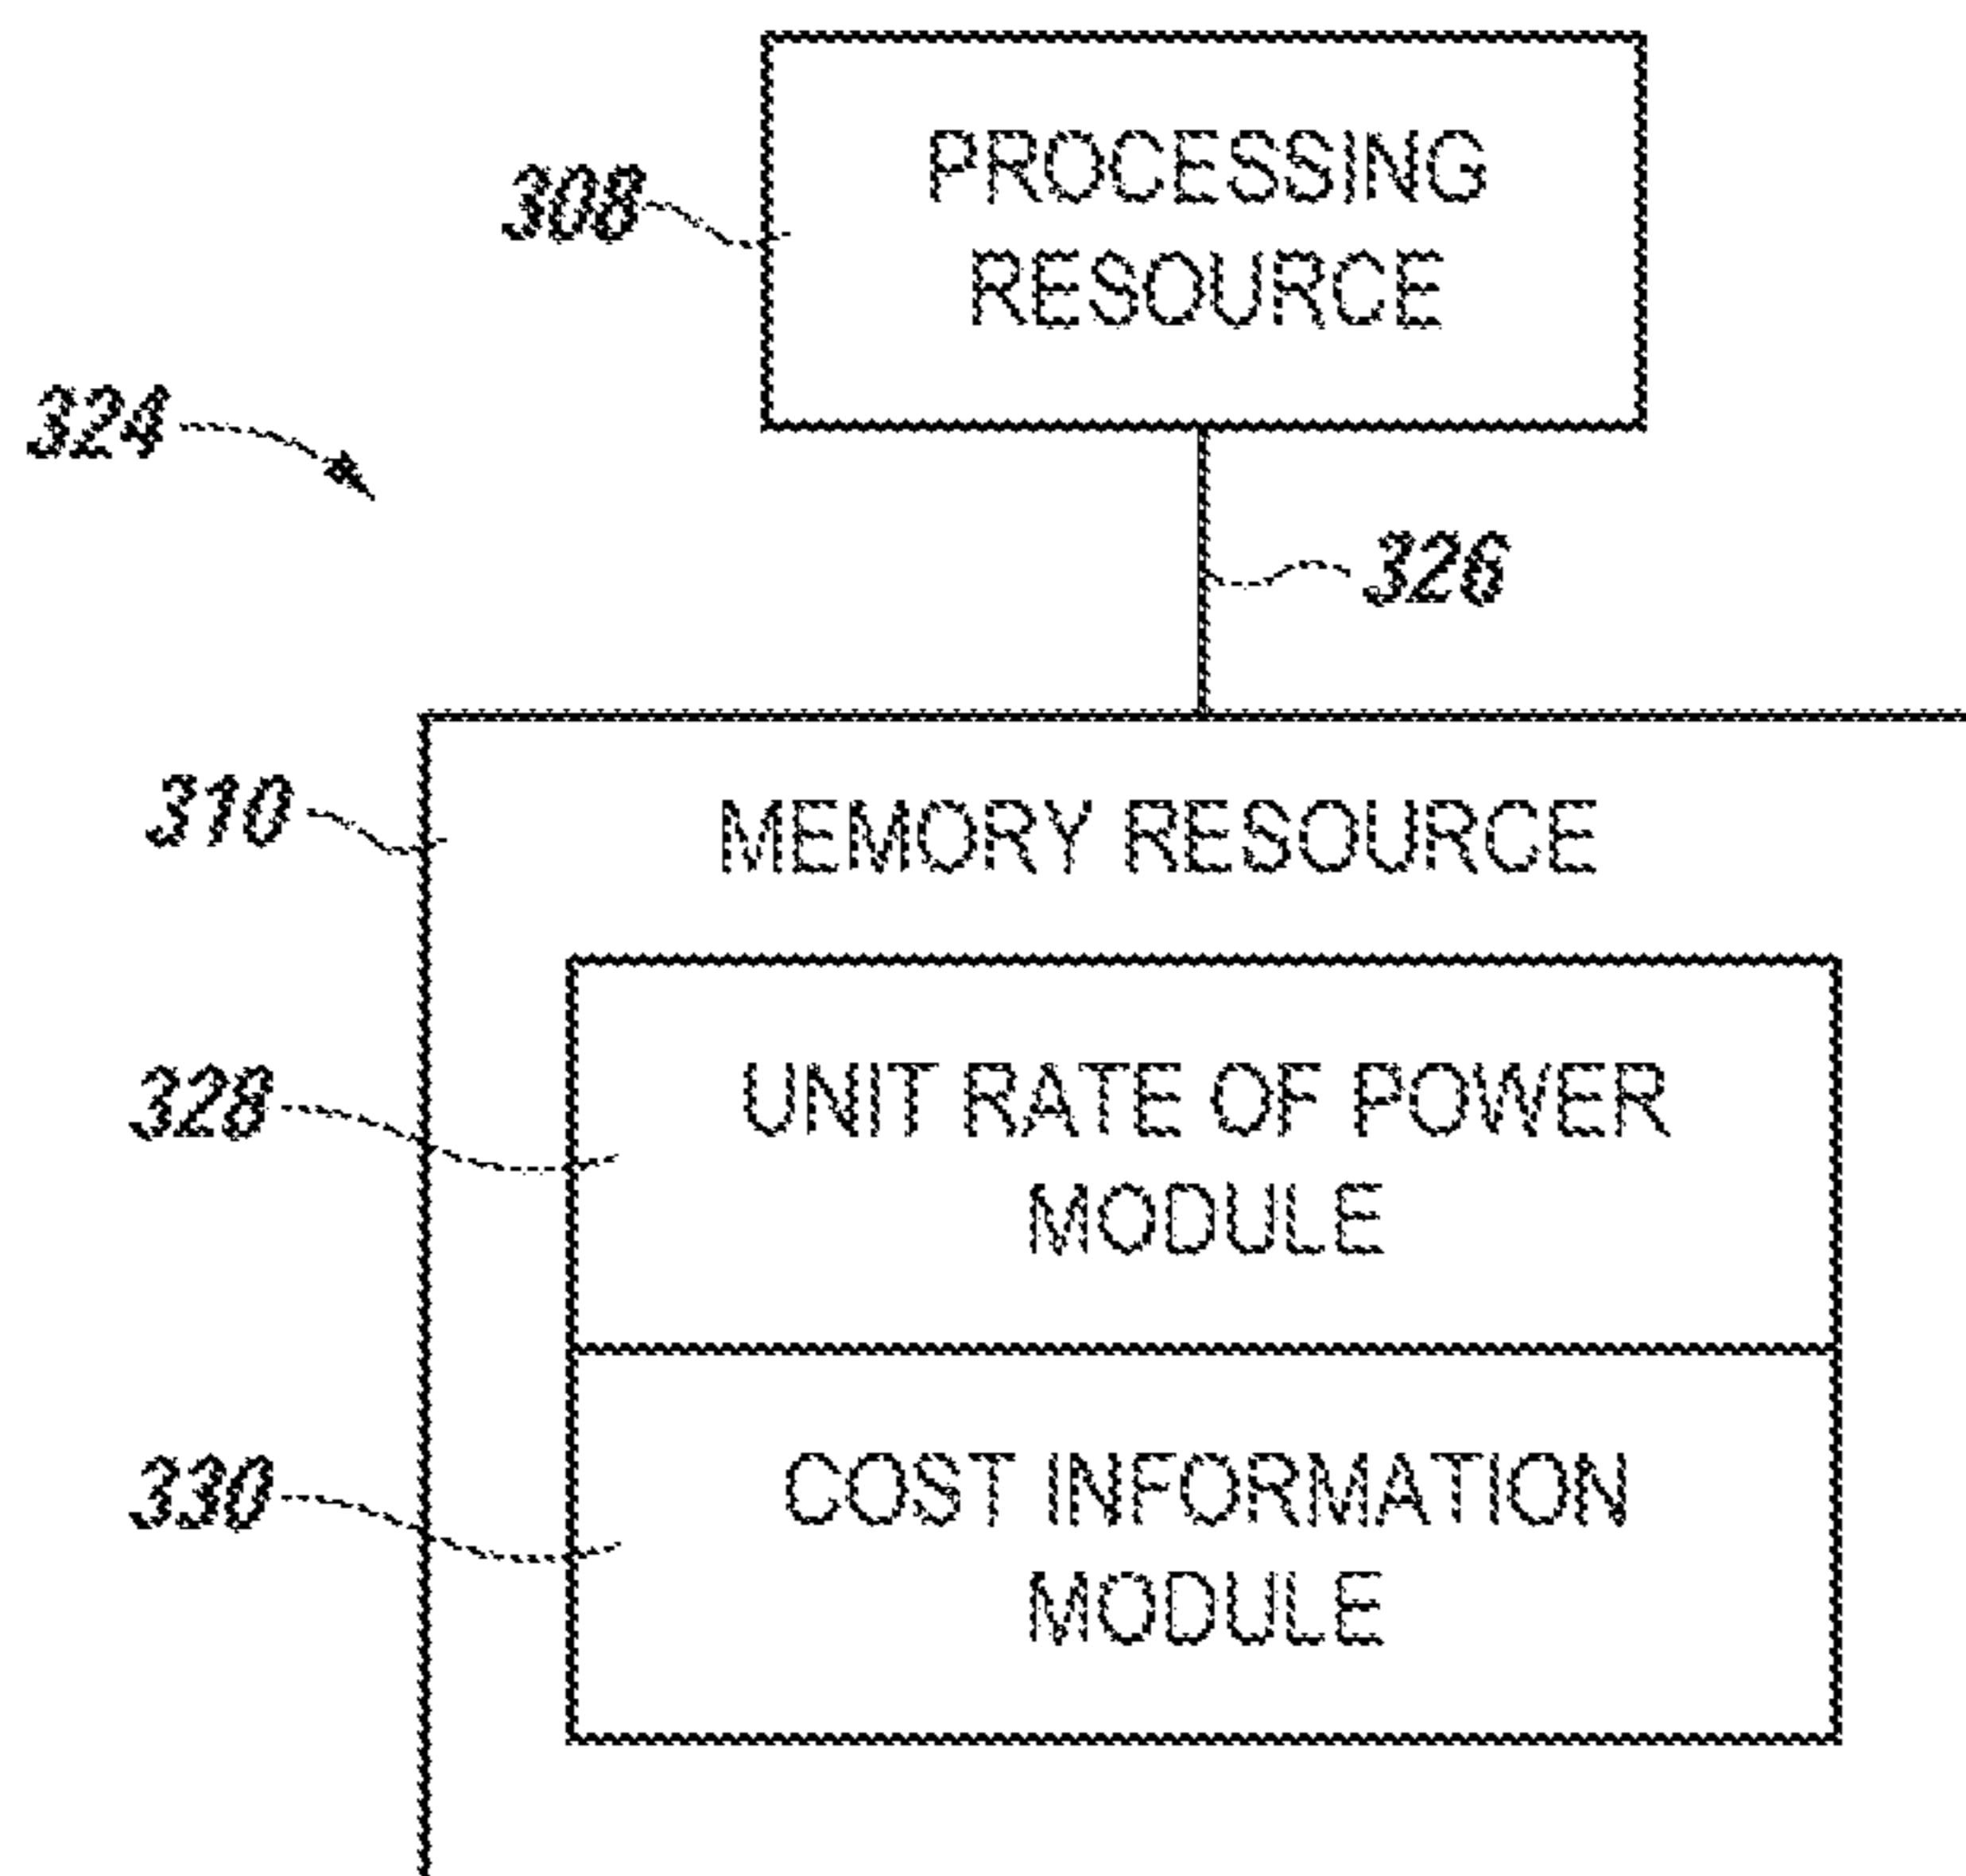 PROCESSING
RESOURCE
308
324
326
310
MEMORY RESOURCE
328
UNIT RATE OF POWER
MODULE
330
COST INFORMATION
MODULE